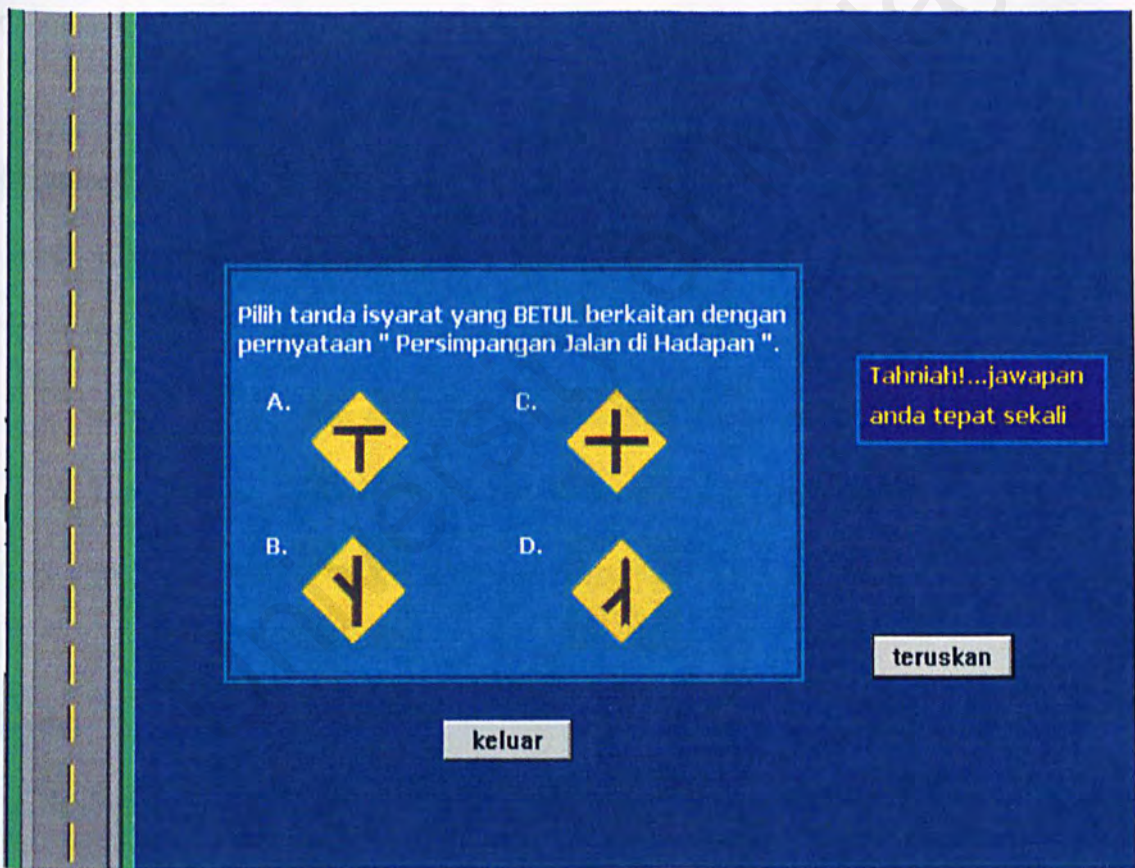 Pilih tanda isyarat yang BETUL berkaitan dengan
pernyataan " Persimpangan Jalan di Hadapan ".
A.
C.
B.
D.
Tahniah!...jawapan
anda tepat sekali
teruskan
keluar